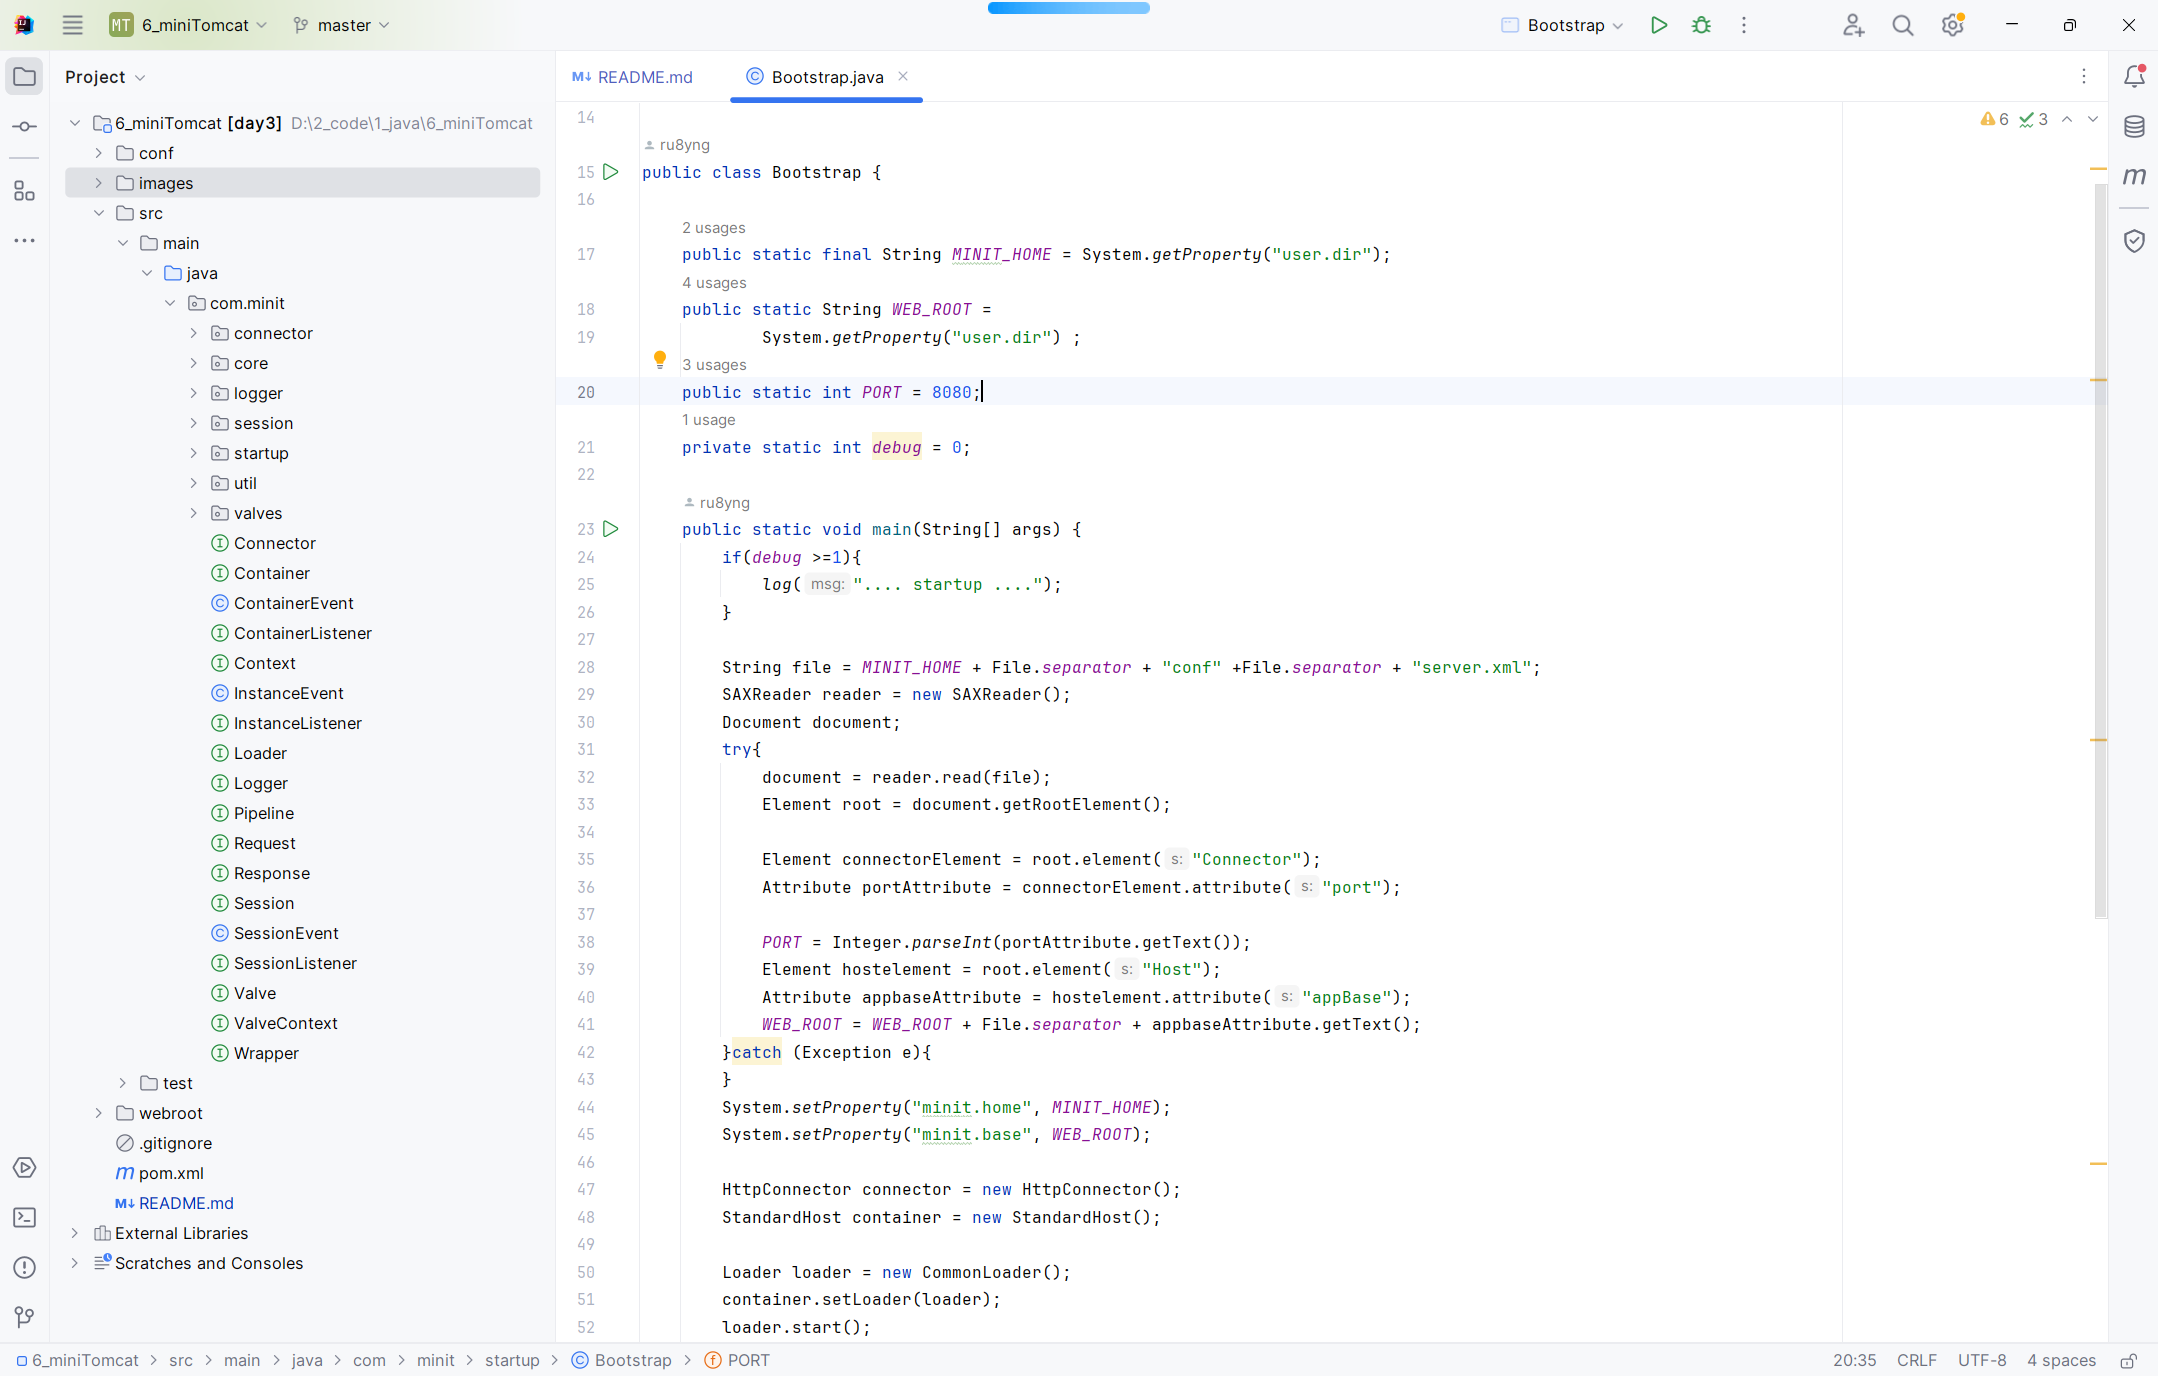 MT 6_miniTomcat
master
Bootstrap
Project
README.md
Bootstrap.java
6_miniTomcat [day3] D:\2_code\1_java\6_miniTomcat
conf
images
src
main
java
com.minit
connector
core
logger
session
startup
util
valves
Connector
Container
ContainerEvent
ContainerListener
Context
InstanceEvent
InstanceListener
Loader
Logger
Pipeline
Request
Response
Session
SessionEvent
SessionListener
Valve
ValveContext
Wrapper
test
webroot
.gitignore
pom.xml
README.md
External Libraries
Scratches and Consoles
6 3
14
ru8yng
15 public class Bootstrap {
16
2 usages
17 public static final String MINIT_HOME = System.getProperty("user.dir");
4 usages
18 public static String WEB_ROOT =
19 System.getProperty("user.dir") ;
3 usages
20 public static int PORT = 8080;
1 usage
21 private static int debug = 0;
22
ru8yng
23 public static void main(String[] args) {
24 if(debug >=1){
25 log( msg: ".... startup ....");
26 }
27
28 String file = MINIT_HOME + File.separator + "conf" +File.separator + "server.xml";
29 SAXReader reader = new SAXReader();
30 Document document;
31 try{
32 document = reader.read(file);
33 Element root = document.getRootElement();
34
35 Element connectorElement = root.element( s: "Connector");
36 Attribute portAttribute = connectorElement.attribute( s: "port");
37
38 PORT = Integer.parseInt(portAttribute.getText());
39 Element hostelement = root.element( s: "Host");
40 Attribute appbaseAttribute = hostelement.attribute( s: "appBase");
41 WEB_ROOT = WEB_ROOT + File.separator + appbaseAttribute.getText();
42 }catch (Exception e){
43 }
44 System.setProperty("minit.home", MINIT_HOME);
45 System.setProperty("minit.base", WEB_ROOT);
46
47 HttpConnector connector = new HttpConnector();
48 StandardHost container = new StandardHost();
49
50 Loader loader = new CommonLoader();
51 container.setLoader(loader);
52 loader.start();
6_miniTomcat > src > main > java > com > minit > startup > Bootstrap > PORT
20:35 CRLF UTF-8 4 spaces